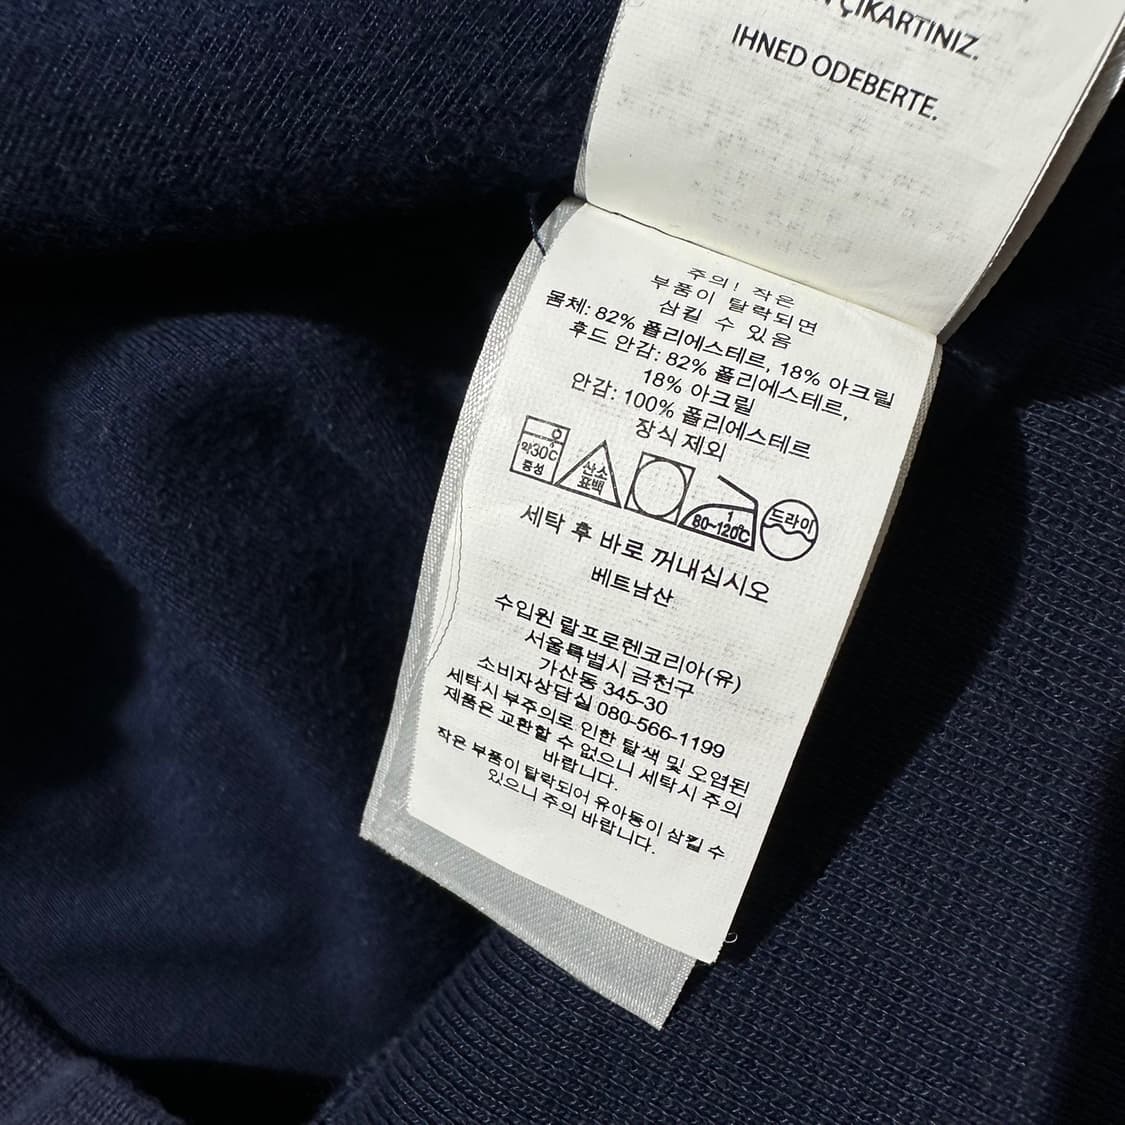 ÇIKARTINIZ.
IHNED ODEBERTE.
주의! 작은
부품이 탈락되면
삼킬 수 있음
몸체: 82% 폴리에스테르, 18% 아크릴
후드 안감: 82% 폴리에스테르,
18% 아크릴
안감: 100% 폴리에스테르
장식 제외
약30℃
중성
산소
표백
1
80~120℃
드라이
세탁 후 바로 꺼내십시오
베트남산
수입원 랄프로렌코리아(유)
서울특별시 금천구
가산동 345-30
소비자상담실 080-566-1199
세탁시 부주의로 인한 탈색 및 오염된
제품은 교환할 수 없으니 세탁시 주의
바랍니다.
작은 부품이 탈락되어 유아동이 삼킬 수
있으니 주의 바랍니다.